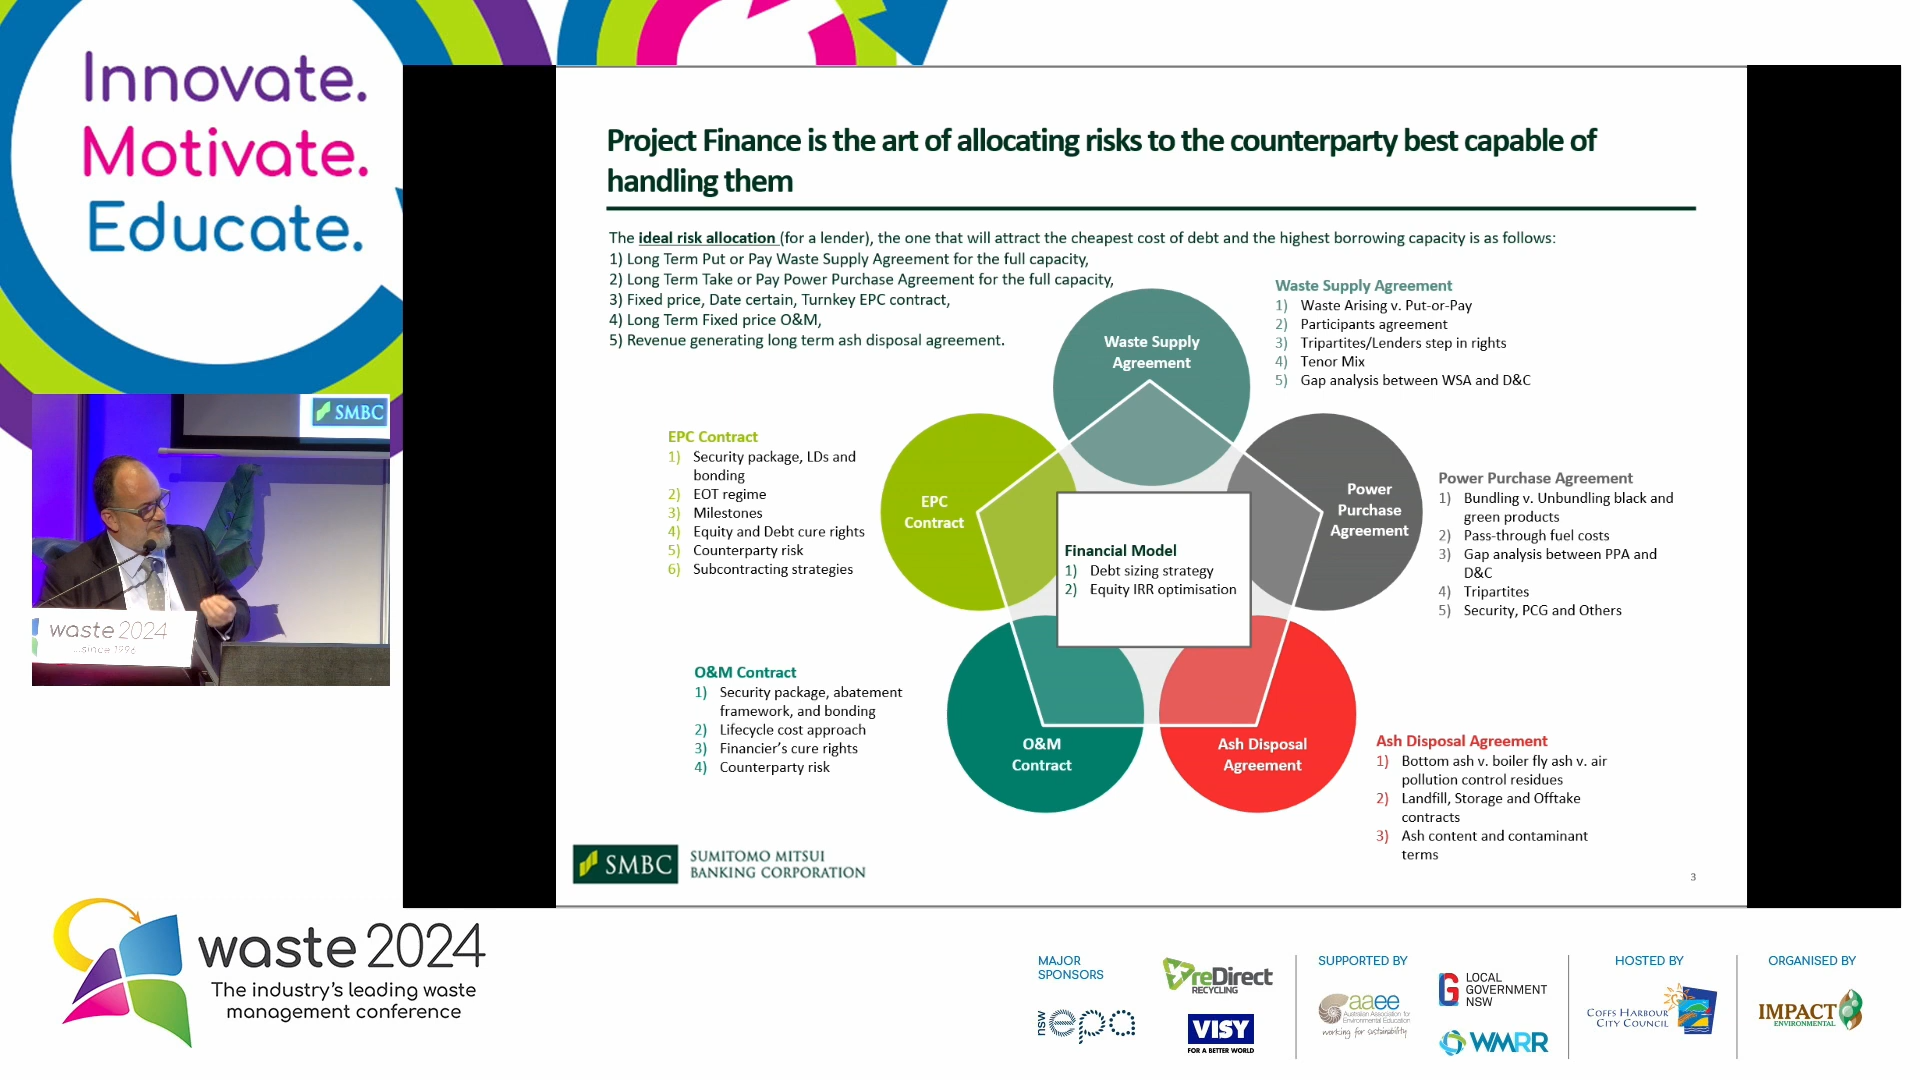 Innovate.
Motivate.
Educate.
SMBC
waste 2024
...since 1996
Project Finance is the art of allocating risks to the counterparty best capable of
handling them
The ideal risk allocation (for a lender), the one that will attract the cheapest cost of debt and the highest borrowing capacity is as follows:
1) Long Term Put or Pay Waste Supply Agreement for the full capacity,
2) Long Term Take or Pay Power Purchase Agreement for the full capacity,
3) Fixed price, Date certain, Turnkey EPC contract,
4) Long Term Fixed price O&M,
5) Revenue generating long term ash disposal agreement.
Waste Supply
Agreement
Waste Supply Agreement
1) Waste Arising v. Put-or-Pay
2) Participants agreement
3) Tripartites/Lenders step in rights
4) Tenor Mix
5) Gap analysis between WSA and D&C
EPC Contract
1) Security package, LDs and
bonding
2) EOT regime
3) Milestones
4) Equity and Debt cure rights
5) Counterparty risk
6) Subcontracting strategies
EPC
Contract
Financial Model
1) Debt sizing strategy
2) Equity IRR optimisation
Power
Purchase
Agreement
Power Purchase Agreement
1) Bundling v. Unbundling black and
green products
2) Pass-through fuel costs
3) Gap analysis between PPA and
D&C
4) Tripartites
5) Security, PCG and Others
O&M Contract
1) Security package, abatement
framework, and bonding
2) Lifecycle cost approach
3) Financier's cure rights
4) Counterparty risk
O&M
Contract
Ash Disposal
Agreement
Ash Disposal Agreement
1) Bottom ash v. boiler fly ash v. air
pollution control residues
2) Landfill, Storage and Offtake
contracts
3) Ash content and contaminant
terms
SMBC
SUMITOMO MITSUI
BANKING CORPORATION
3
waste 2024
The industry's leading waste
management conference
MAJOR
SPONSORS
reDirect
RECYCLING
nsw epa
VISY
FOR A BETTER WORLD
SUPPORTED BY
aaee
Australian Association for
Environmental Education
working for sustainability
LOCAL
GOVERNMENT
NSW
WMRR
HOSTED BY
COFFS HARBOUR
CITY COUNCIL
ORGANISED BY
IMPACT
ENVIRONMENTAL